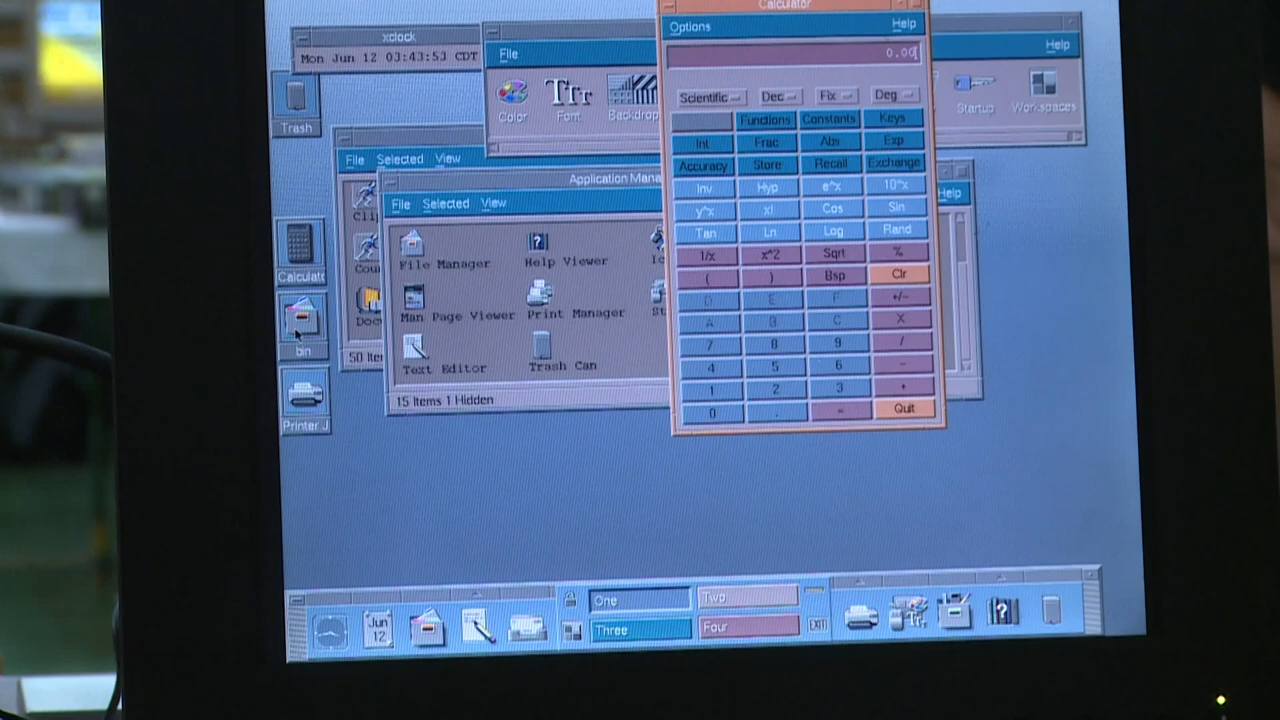 Calculator
Options Help
0.00
xclock
Mon Jun 12 03:43:53 CDT
File Help
Color Font Backdrop Startup Workspaces
Trash
File Selected View Help
Application Mana
File Selected View
File Manager Help Viewer
Man Page Viewer Print Manager
Text Editor Trash Can
15 Items 1 Hidden
50 Ite
Calculato
bin
Printer J
Scientific Dec Fix Deg
Functions Constants Keys
Int Frac Abs Exp
Accuracy Store Recall Exchange
Inv Hyp e^x 10^x
y^x x! Cos Sin
Tan Ln Log Rand
1/x x^2 Sqrt %
( ) Bsp Clr
D E F +/-
A B C X
7 8 9 /
4 5 6 -
1 2 3 +
0 . = Quit
Jun
12
One Two
Three Four
EXIT